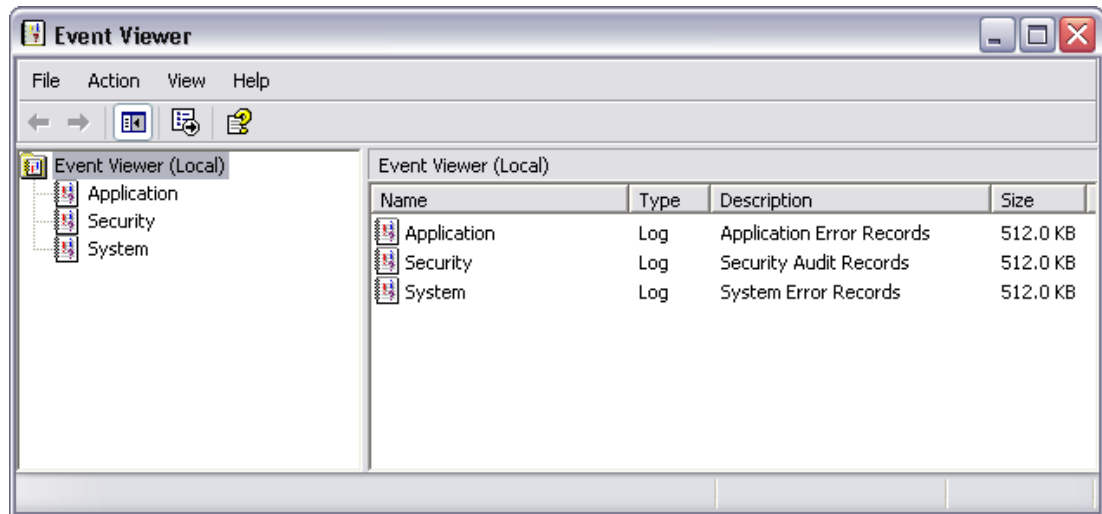 Event Viewer
File Action View Help
Event Viewer (Local)
Application
Security
System
Event Viewer (Local)
Name Type Description Size
Application Log Application Error Records 512.0 KB
Security Log Security Audit Records 512.0 KB
System Log System Error Records 512.0 KB